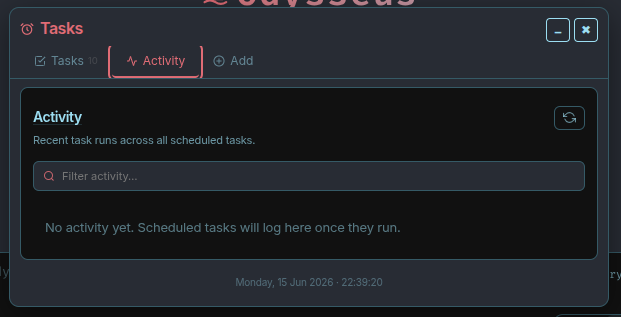 Odysseus
Tasks
Tasks 10 Activity Add
Activity
Recent task runs across all scheduled tasks.
Filter activity...
No activity yet. Scheduled tasks will log here once they run.
Monday, 15 Jun 2026 · 22:39:20